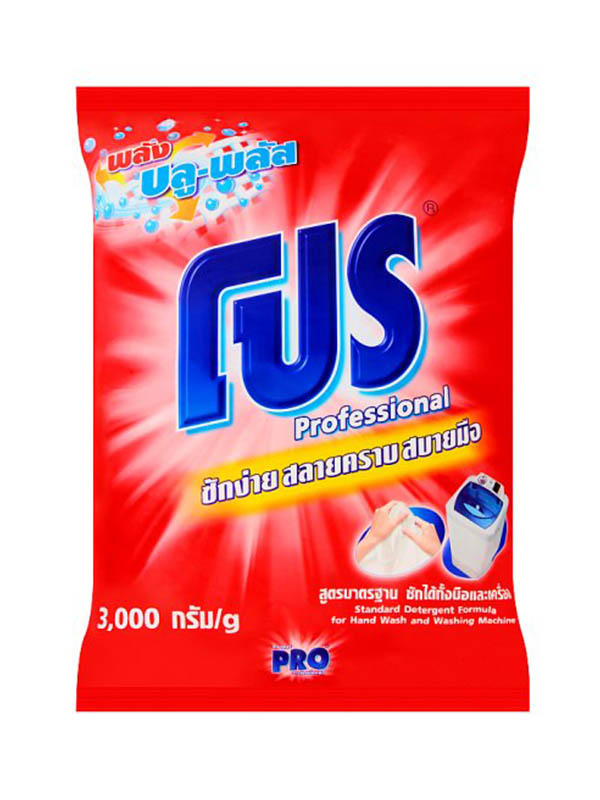 พลัง
บลู-พลัส
โปร
®
Professional
ซักง่าย สลายคราบ สบายมือ
สูตรมาตรฐาน ซักได้ทั้งมือและเครื่อง
Standard Detergent Formula
for Hand Wash and Washing Machine
3,000 กรัม/g
PRO